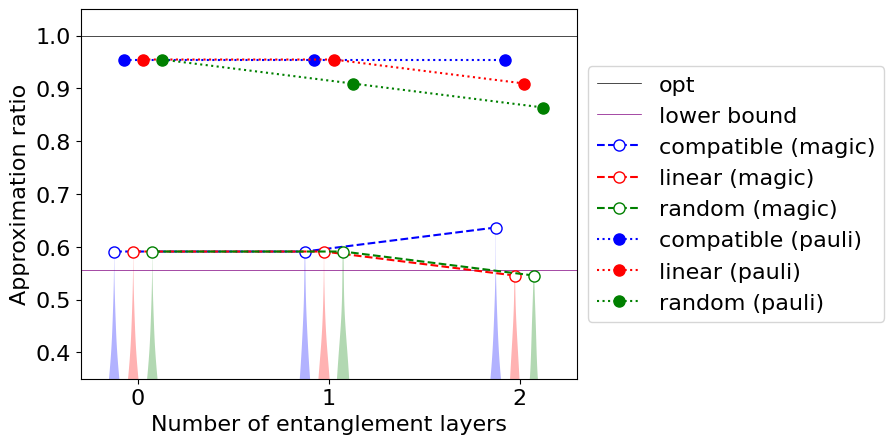 1.0
0.9
0.8
0.7
0.6
0.5
0.4
Approximation ratio
0 1 2
Number of entanglement layers
opt
lower bound
compatible (magic)
linear (magic)
random (magic)
compatible (pauli)
linear (pauli)
random (pauli)